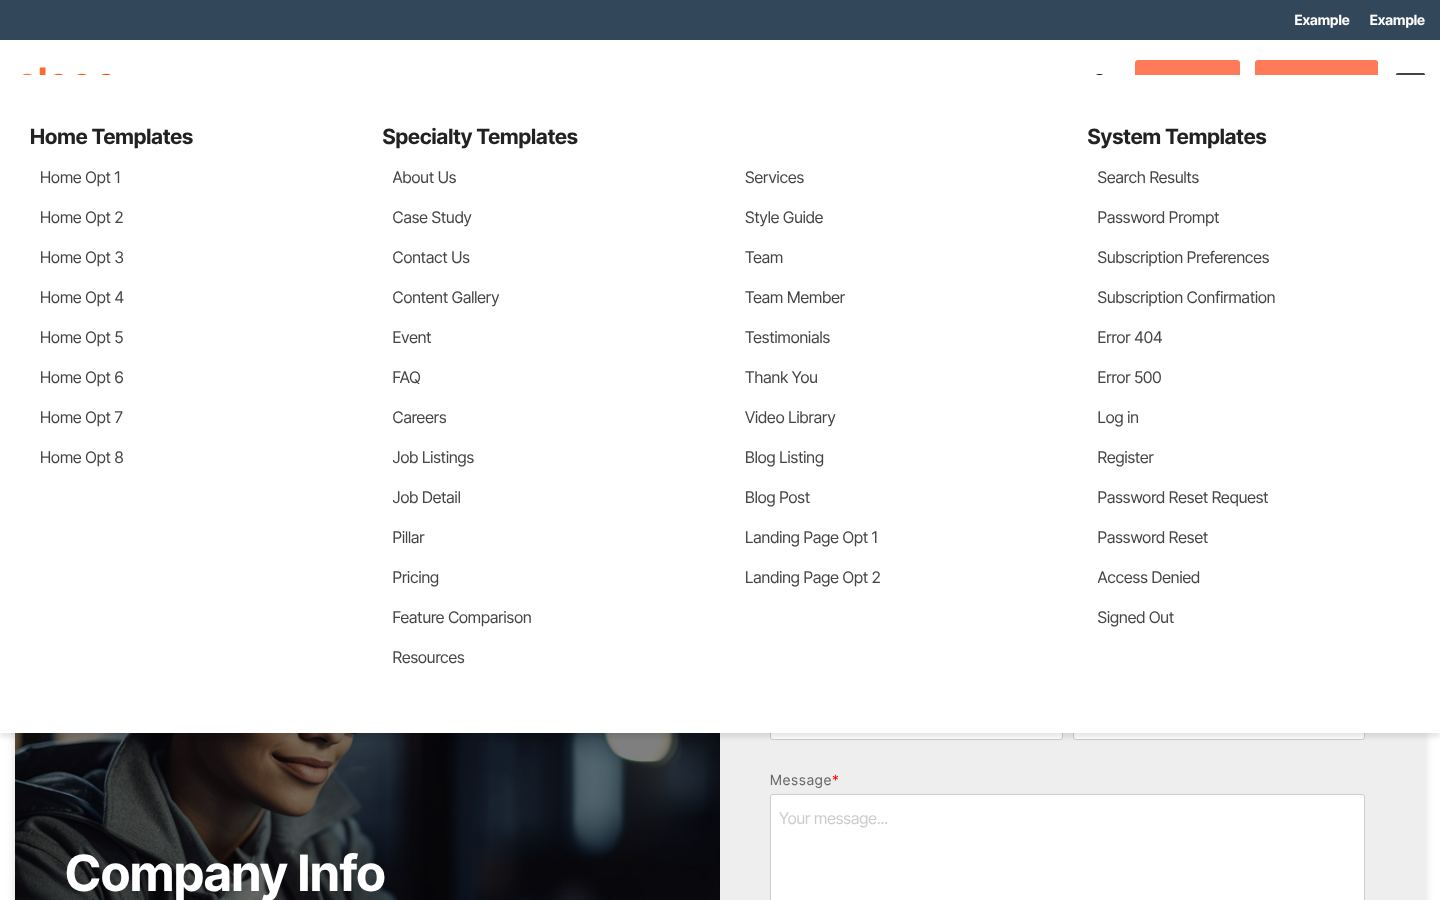 Example Example
Home Templates
Home Opt 1
Home Opt 2
Home Opt 3
Home Opt 4
Home Opt 5
Home Opt 6
Home Opt 7
Home Opt 8
Specialty Templates
About Us
Case Study
Contact Us
Content Gallery
Event
FAQ
Careers
Job Listings
Job Detail
Pillar
Pricing
Feature Comparison
Resources
Services
Style Guide
Team
Team Member
Testimonials
Thank You
Video Library
Blog Listing
Blog Post
Landing Page Opt 1
Landing Page Opt 2
System Templates
Search Results
Password Prompt
Subscription Preferences
Subscription Confirmation
Error 404
Error 500
Log in
Register
Password Reset Request
Password Reset
Access Denied
Signed Out
Message*
Your message...
Company Info